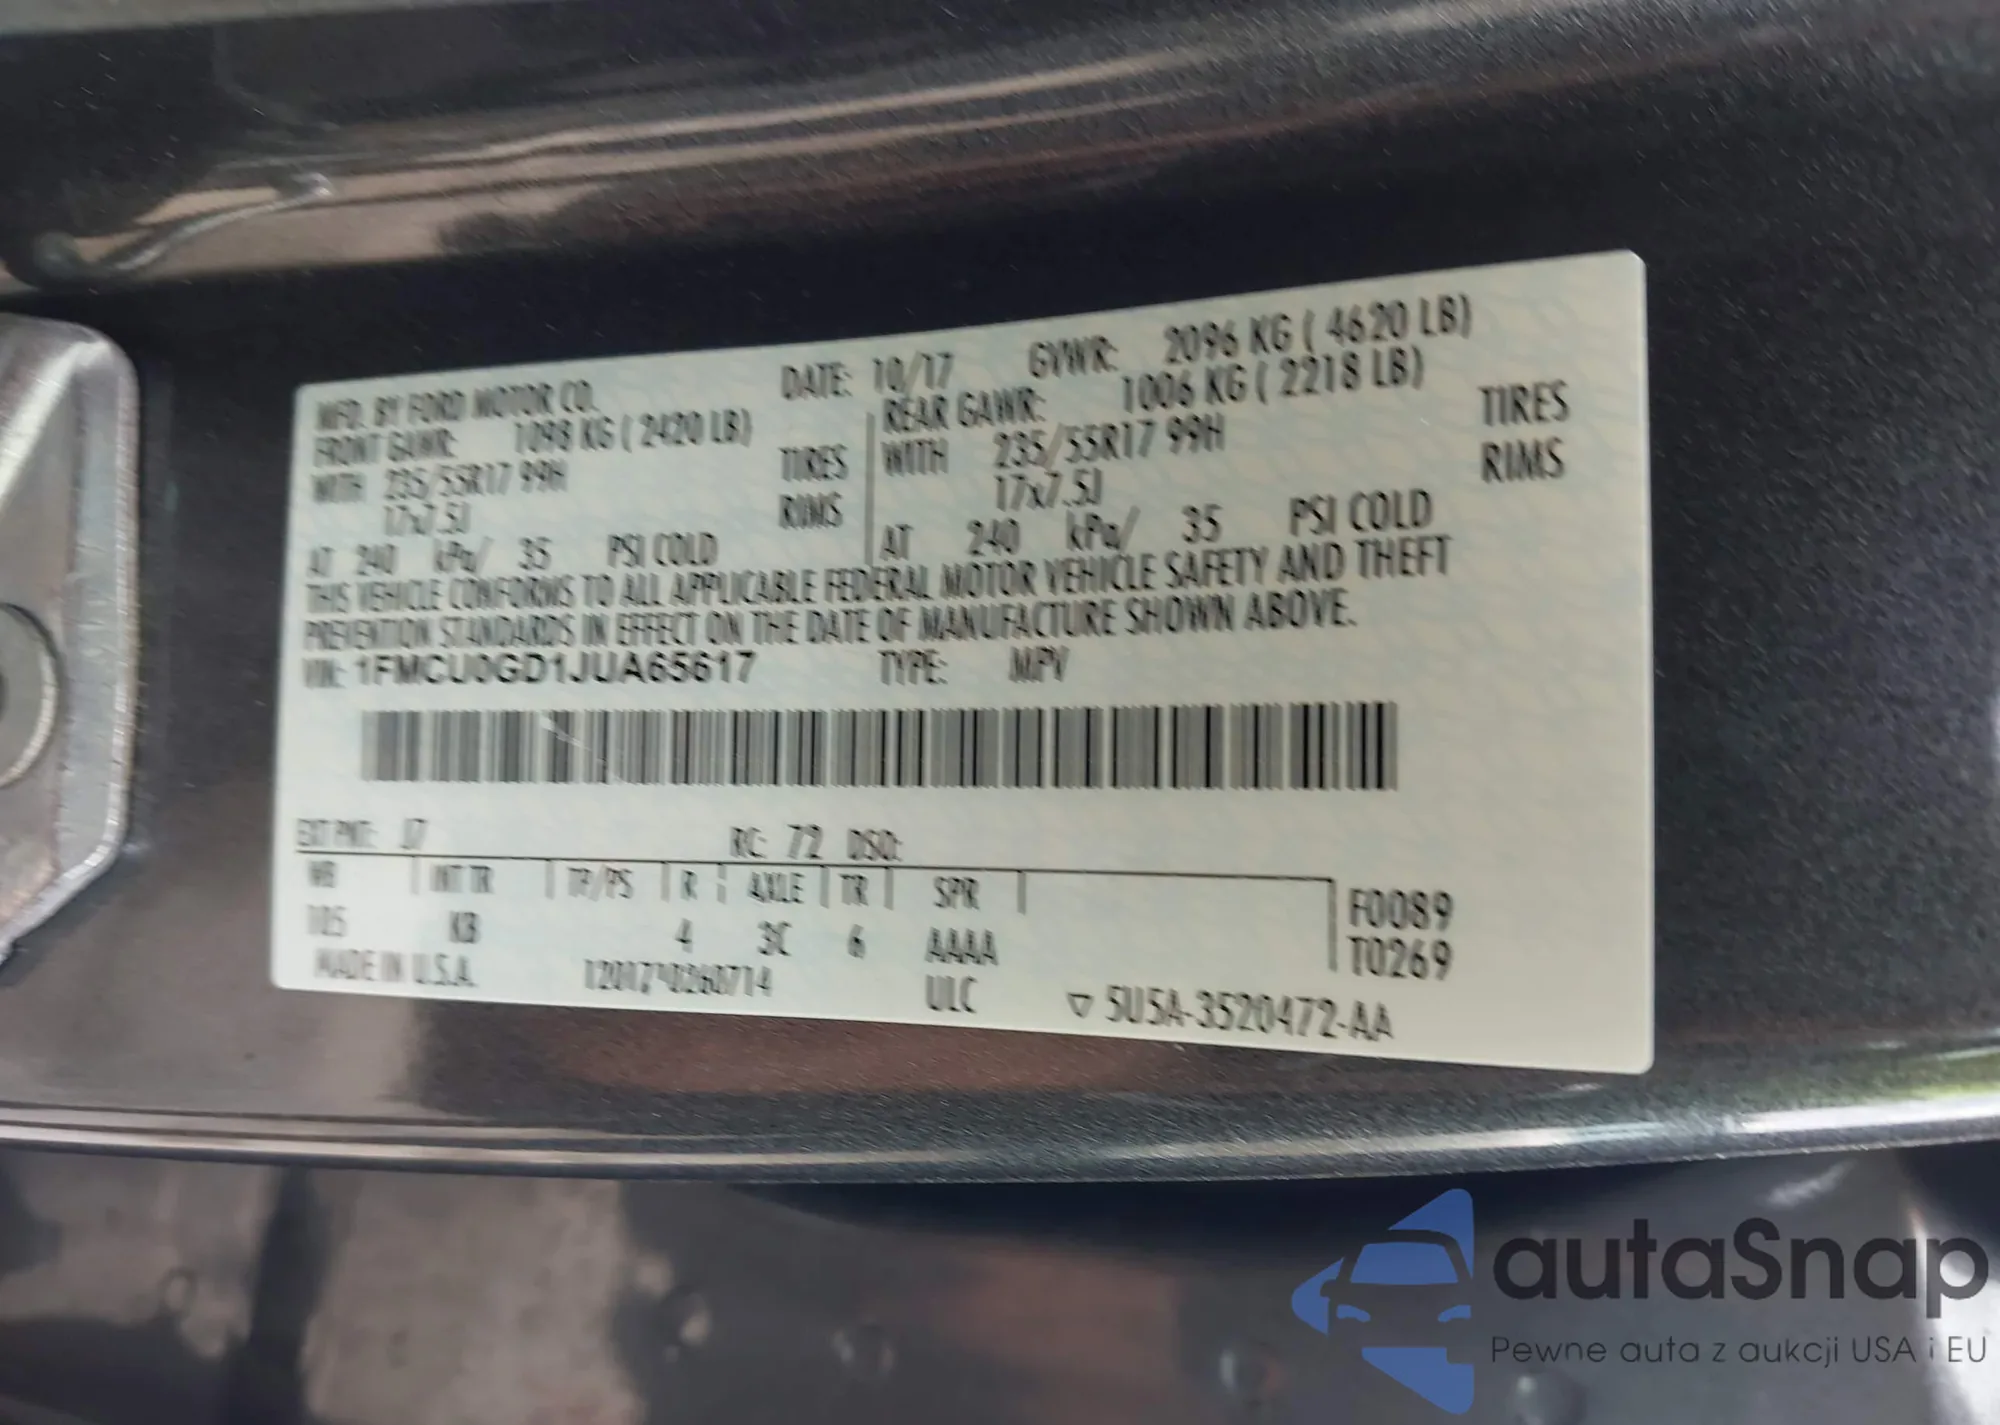 MFD. BY FORD MOTOR CO. DATE: 10/17 GVWR: 2096 KG ( 4620 LB)
FRONT GAWR: 1098 KG ( 2420 LB) REAR GAWR: 1006 KG ( 2218 LB)
WITH 235/55R17 99H TIRES WITH 235/55R17 99H TIRES
17x7.5J RIMS 17x7.5J RIMS
AT 240 kPa/ 35 PSI COLD AT 240 kPa/ 35 PSI COLD
THIS VEHICLE CONFORMS TO ALL APPLICABLE FEDERAL MOTOR VEHICLE SAFETY AND THEFT
PREVENTION STANDARDS IN EFFECT ON THE DATE OF MANUFACTURE SHOWN ABOVE.
VIN: 1FMCU0GD1JUA65617 TYPE: MPV
EXT PNT: J7 RC: 72 DSO:
WB INT TR TP/PS R AXLE TR SPR F0089
105 KB 4 3C 6 AAAA T0269
MADE IN U.S.A. ULC ▽ 5U5A-3520472-AA
autaSnap
Pewne auta z aukcji USA i EU